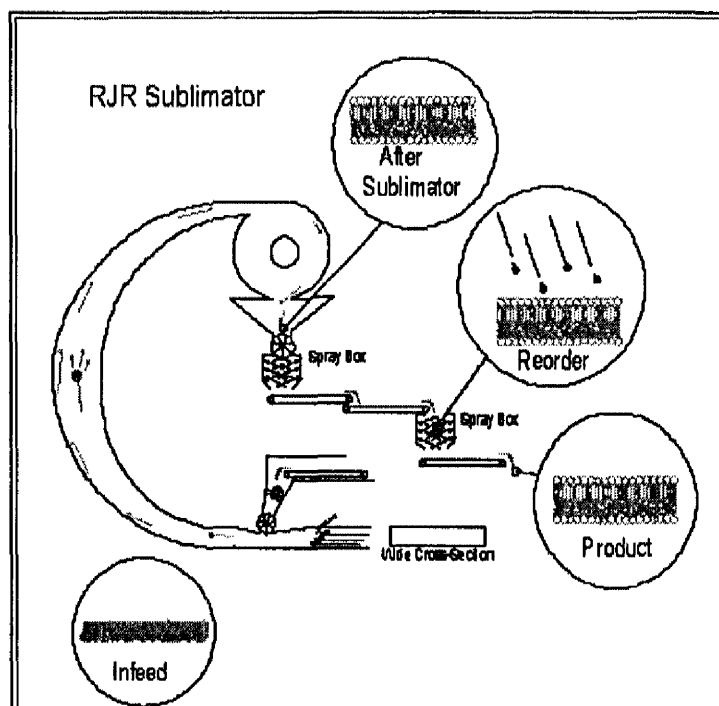 RJR Sublimator
After
Sublimator
Reorder
Spray Box
Spray Box
Product
Wide Cross-Section
Infeed